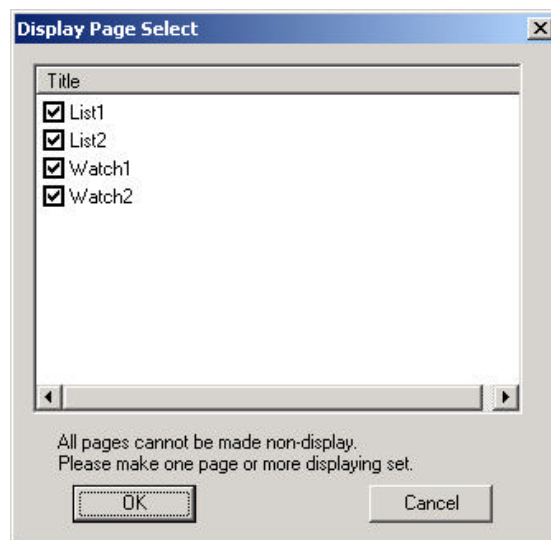 Display Page Select
Title
List1
List2
Watch1
Watch2
All pages cannot be made non-display.
Please make one page or more displaying set.
OK
Cancel